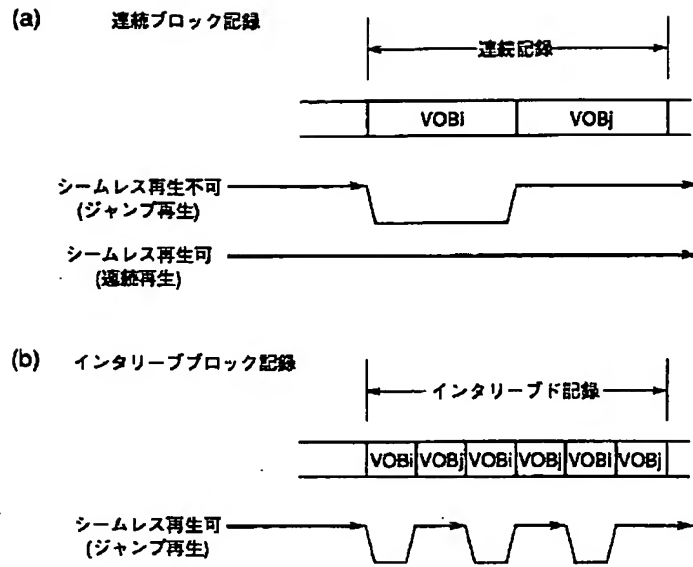 (a) 連続ブロック記録
連続記録
VOBi VOBj
シームレス再生不可
(ジャンプ再生)
シームレス再生可
(連続再生)
(b) インタリーブブロック記録
インタリーブド記録
VOBi VOBj VOBi VOBj VOBi VOBj
シームレス再生可
(ジャンプ再生)